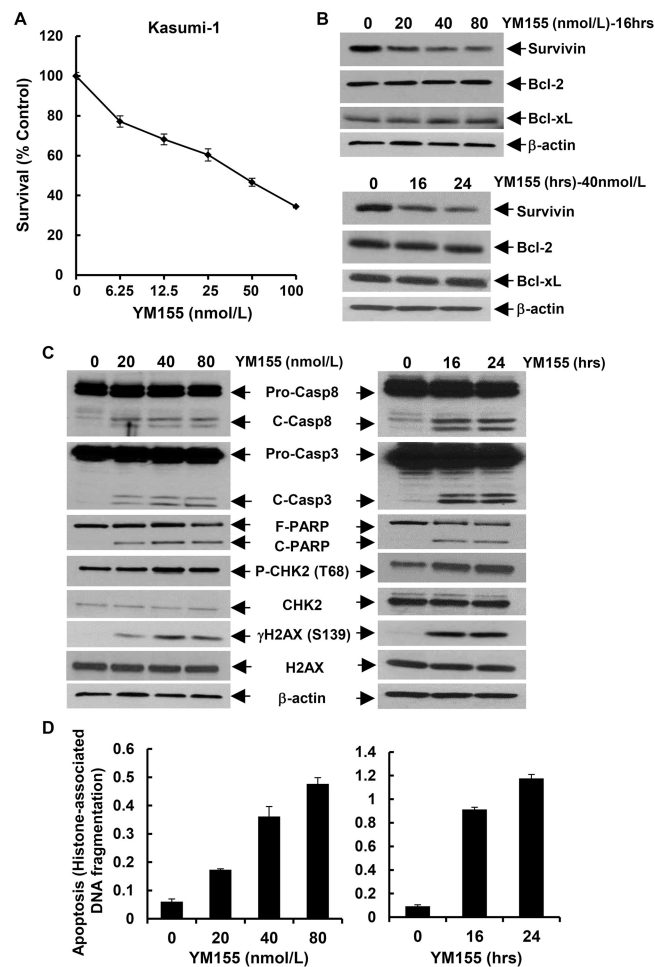 A
Kasumi-1
Survival (% Control)
120
100
80
60
40
20
0
0 6.25 12.5 25 50 100
YM155 (nmol/L)
B
0 20 40 80 YM155 (nmol/L)-16hrs
Survivin
Bcl-2
Bcl-xL
β-actin
0 16 24 YM155 (hrs)-40nmol/L
Survivin
Bcl-2
Bcl-xL
β-actin
C
0 20 40 80 YM155 (nmol/L) 0 16 24 YM155 (hrs)
Pro-Casp8
C-Casp8
Pro-Casp3
C-Casp3
F-PARP
C-PARP
P-CHK2 (T68)
CHK2
γH2AX (S139)
H2AX
β-actin
D
Apoptosis (Histone-associated
DNA fragmentation)
0.6
0.5
0.4
0.3
0.2
0.1
0
0 20 40 80
YM155 (nmol/L)
1.4
1.2
1
0.8
0.6
0.4
0.2
0
0 16 24
YM155 (hrs)